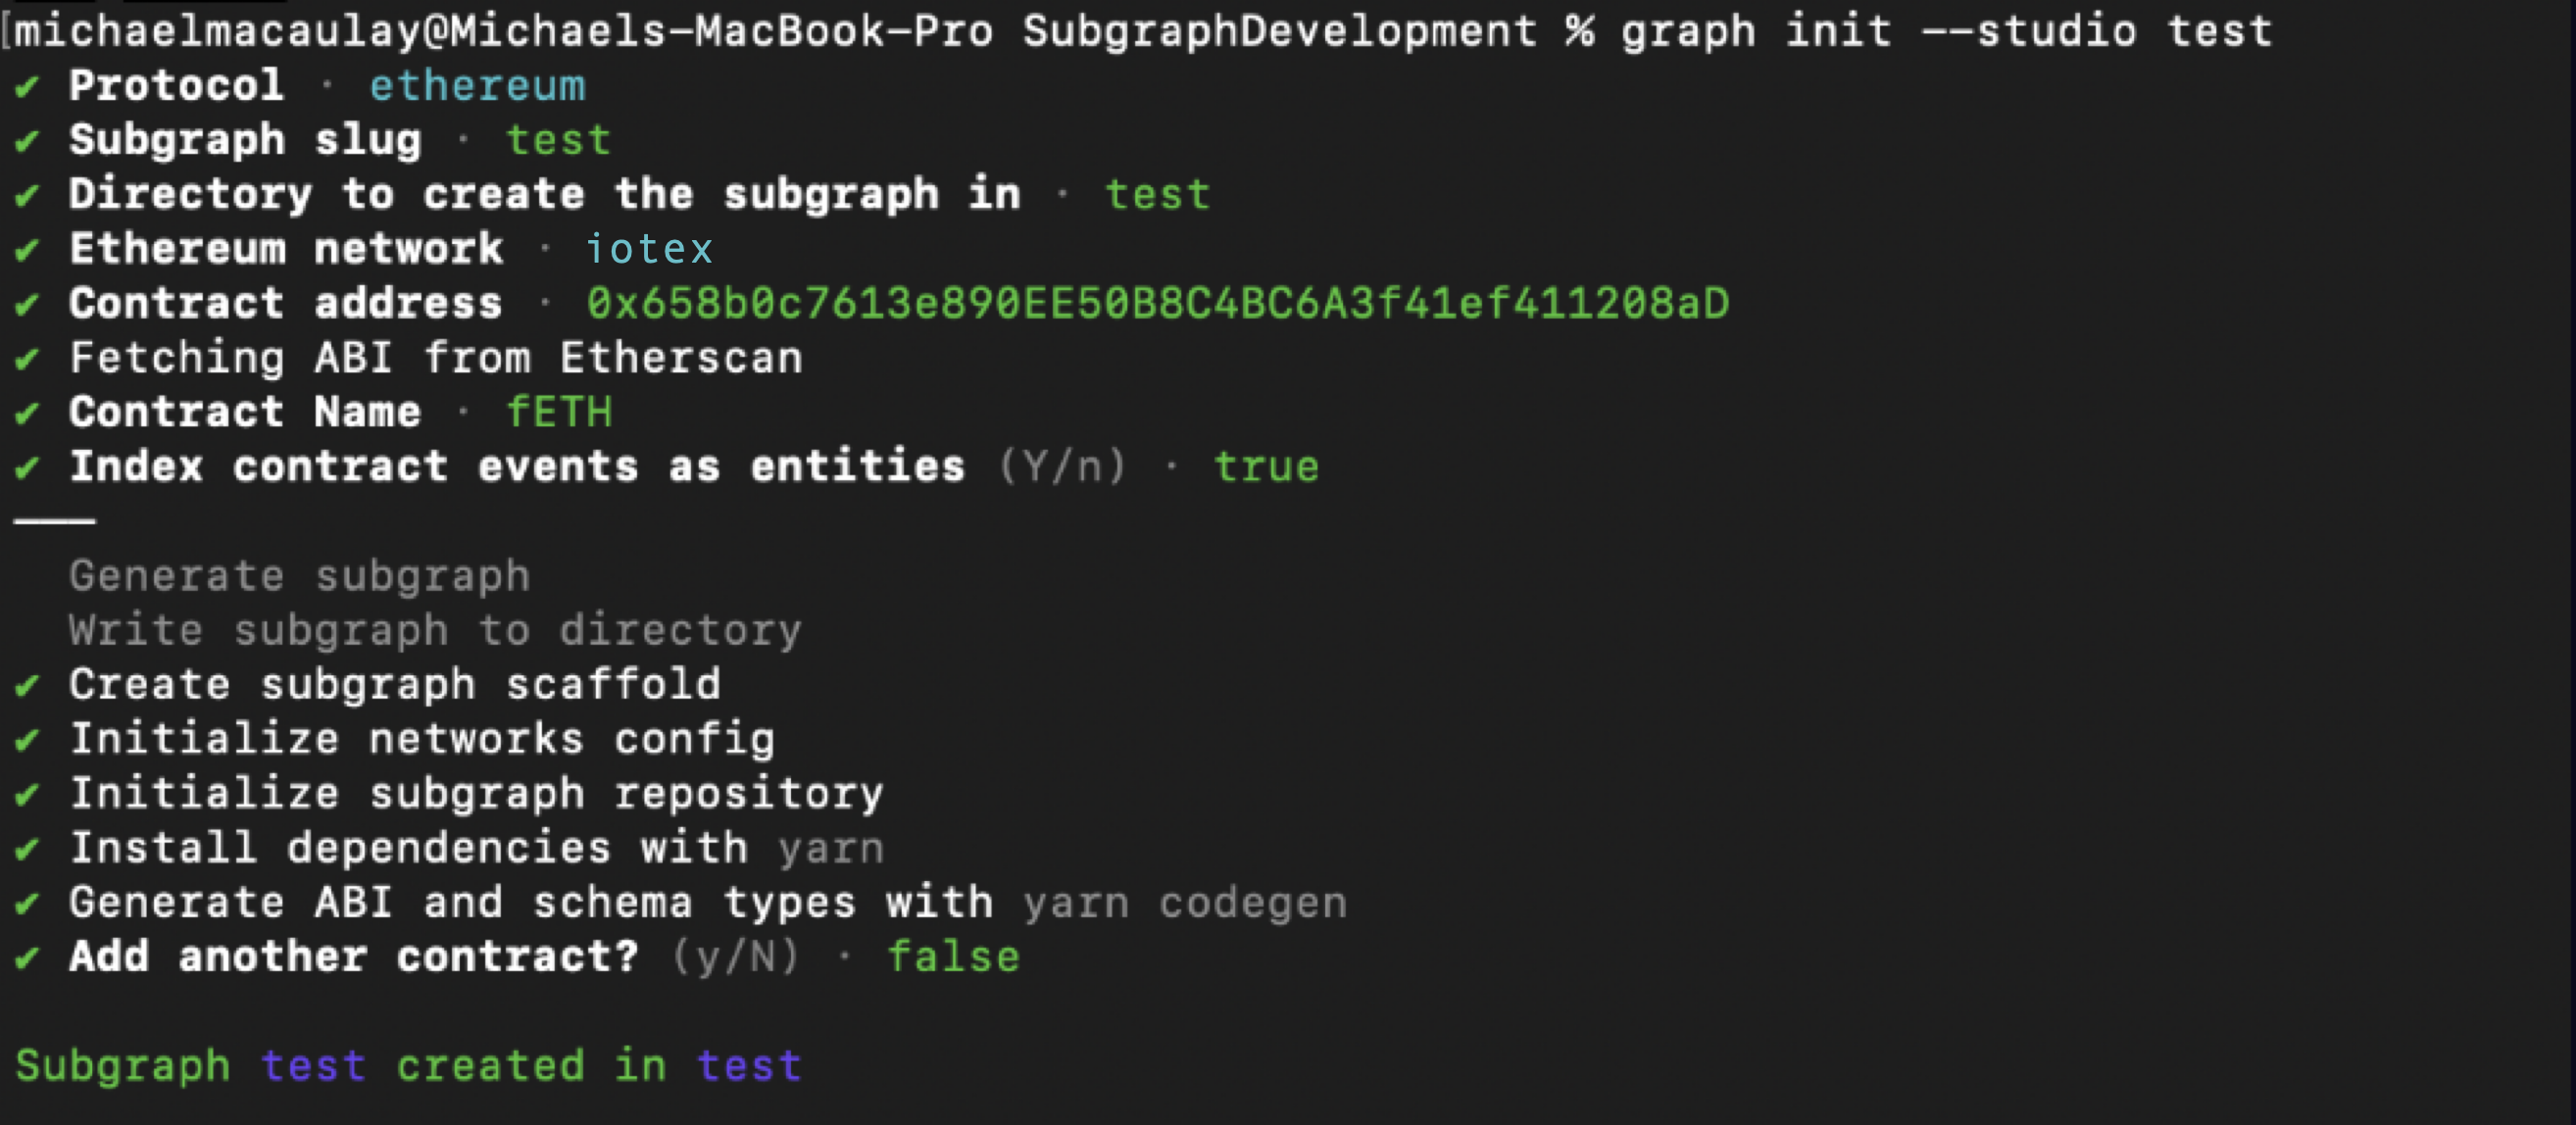 [michaelmacaulay@Michaels-MacBook-Pro SubgraphDevelopment % graph init --studio test
✔ Protocol · ethereum
✔ Subgraph slug · test
✔ Directory to create the subgraph in · test
✔ Ethereum network · iotex
✔ Contract address · 0x658b0c7613e890EE50B8C4BC6A3f41ef411208aD
✔ Fetching ABI from Etherscan
✔ Contract Name · fETH
✔ Index contract events as entities (Y/n) · true
———
Generate subgraph
Write subgraph to directory
✔ Create subgraph scaffold
✔ Initialize networks config
✔ Initialize subgraph repository
✔ Install dependencies with yarn
✔ Generate ABI and schema types with yarn codegen
✔ Add another contract? (y/N) · false
Subgraph test created in test